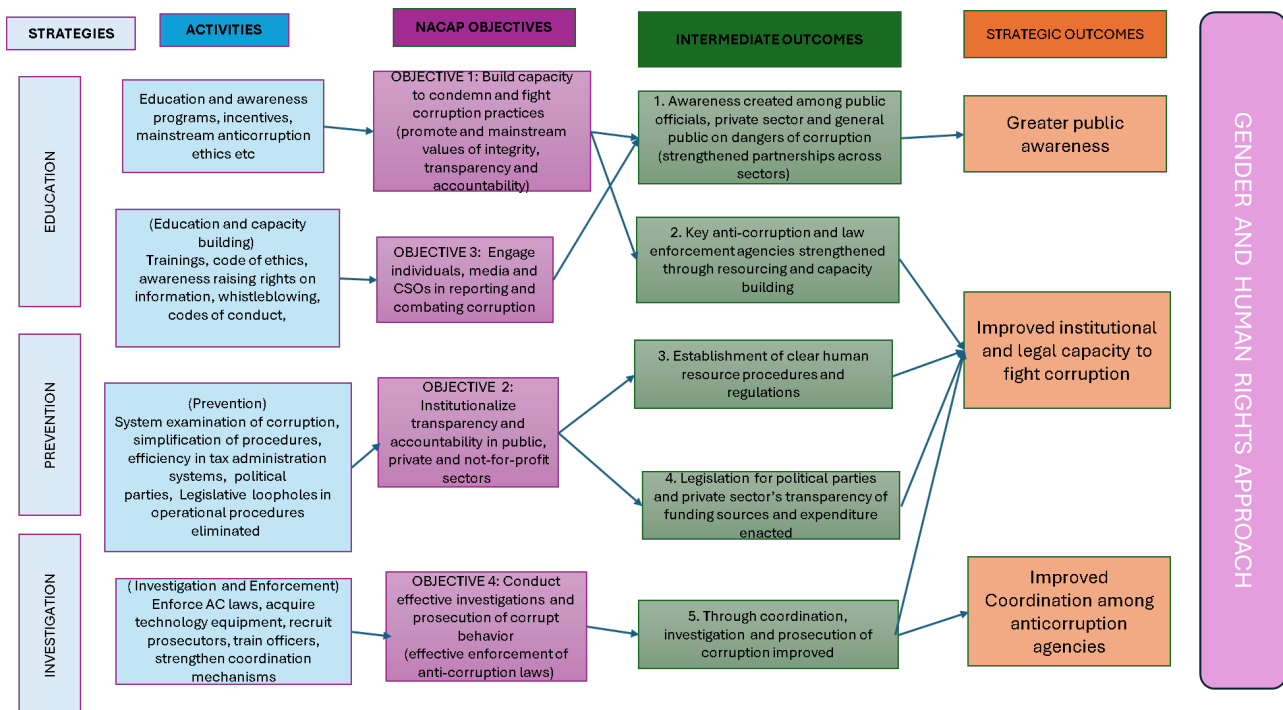 STRATEGIES
ACTIVITIES
NACAP OBJECTIVES
INTERMEDIATE OUTCOMES
STRATEGIC OUTCOMES
EDUCATION
Education and awareness
programs, incentives,
mainstream anticorruption
ethics etc
OBJECTIVE 1: Build capacity
to condemn and fight
corruption practices
(promote and mainstream
values of integrity,
transparency and
accountability)
1. Awareness created among public
officials, private sector and general
public on dangers of corruption
(strengthened partnerships across
sectors)
Greater public
awareness
(Education and capacity
building)
Trainings, code of ethics,
awareness raising rights on
information, whistleblowing,
codes of conduct,
OBJECTIVE 3: Engage
individuals, media and
CSOs in reporting and
combating corruption
2. Key anti-corruption and law
enforcement agencies strengthened
through resourcing and capacity
building
PREVENTION
(Prevention)
System examination of corruption,
simplification of procedures,
efficiency in tax administration
systems, political
parties, Legislative loopholes in
operational procedures
eliminated
OBJECTIVE 2:
Institutionalize
transparency and
accountability in public,
private and not-for-profit
sectors
3. Establishment of clear human
resource procedures and
regulations
4. Legislation for political parties
and private sector's transparency of
funding sources and expenditure
enacted
Improved institutional
and legal capacity to
fight corruption
INVESTIGATION
( Investigation and Enforcement)
Enforce AC laws, acquire
technology equipment, recruit
prosecutors, train officers,
strengthen coordination
mechanisms
OBJECTIVE 4: Conduct
effective investigations and
prosecution of corrupt
behavior
(effective enforcement of
anti-corruption laws)
5. Through coordination,
investigation and prosecution of
corruption improved
Improved
Coordination among
anticorruption
agencies
GENDER AND HUMAN RIGHTS APPROACH